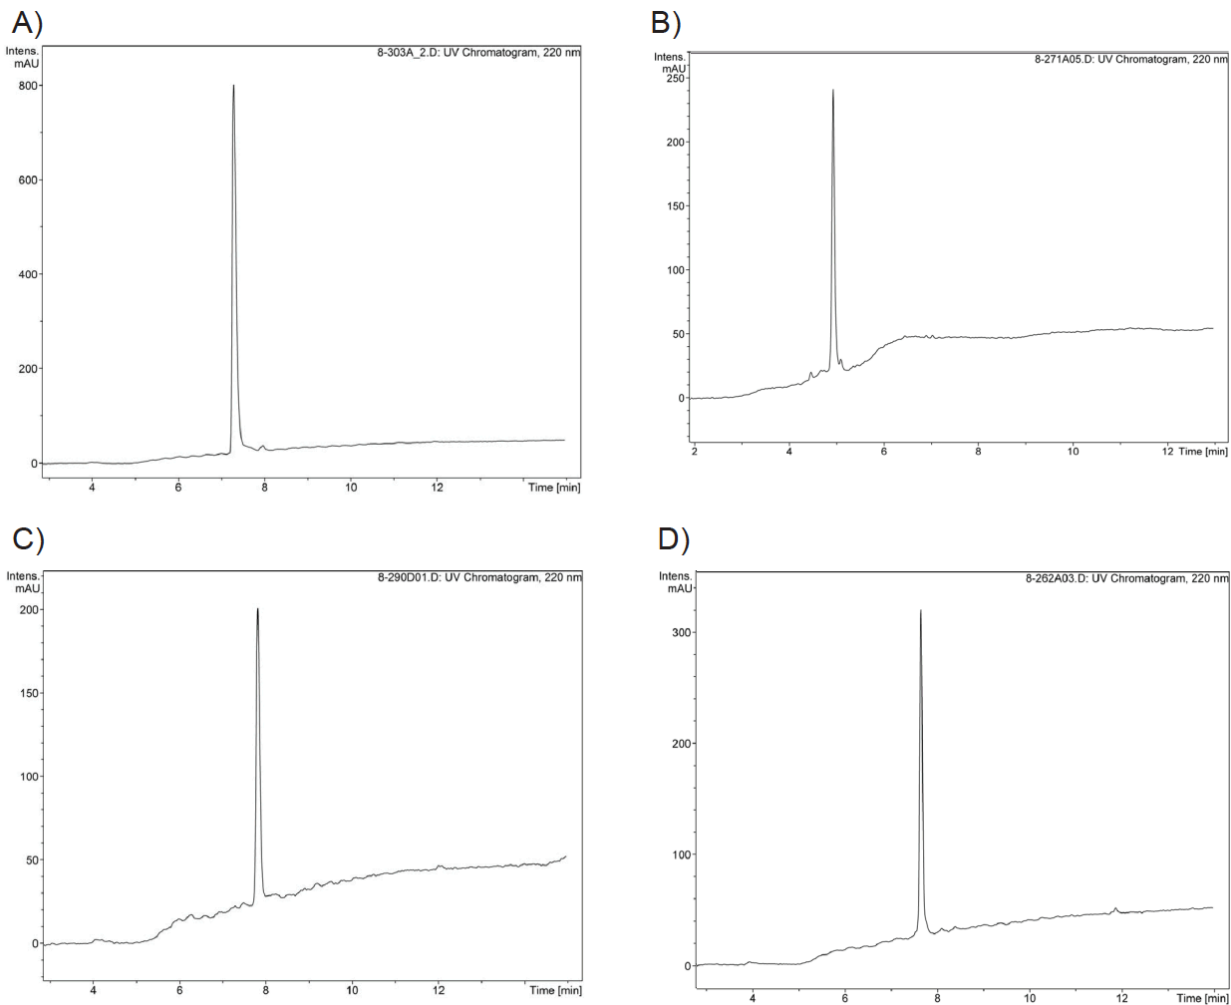 A)
Intens.
mAU
8-303A_2.D: UV Chromatogram, 220 nm
800
600
400
200
0
4 6 8 10 12 Time [min]
B)
Intens.
mAU
8-271A05.D: UV Chromatogram, 220 nm
250
200
150
100
50
0
2 4 6 8 10 12 Time [min]
C)
Intens.
mAU
8-290D01.D: UV Chromatogram, 220 nm
200
150
100
50
0
4 6 8 10 12 Time [min]
D)
Intens.
mAU
8-262A03.D: UV Chromatogram, 220 nm
300
200
100
0
4 6 8 10 12 Time [min]